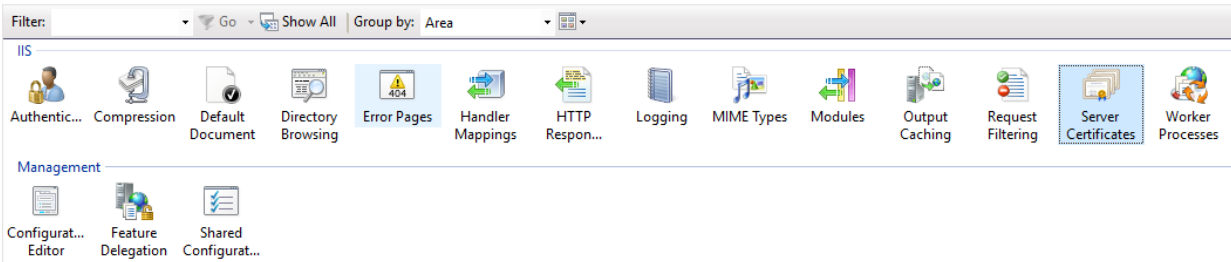 Filter: Go Show All Group by: Area
IIS
404
Authentic... Compression Default Document Directory Browsing Error Pages Handler Mappings HTTP Respon... Logging MIME Types Modules Output Caching Request Filtering Server Certificates Worker Processes
Management
Configurat... Editor Feature Delegation Shared Configurat...